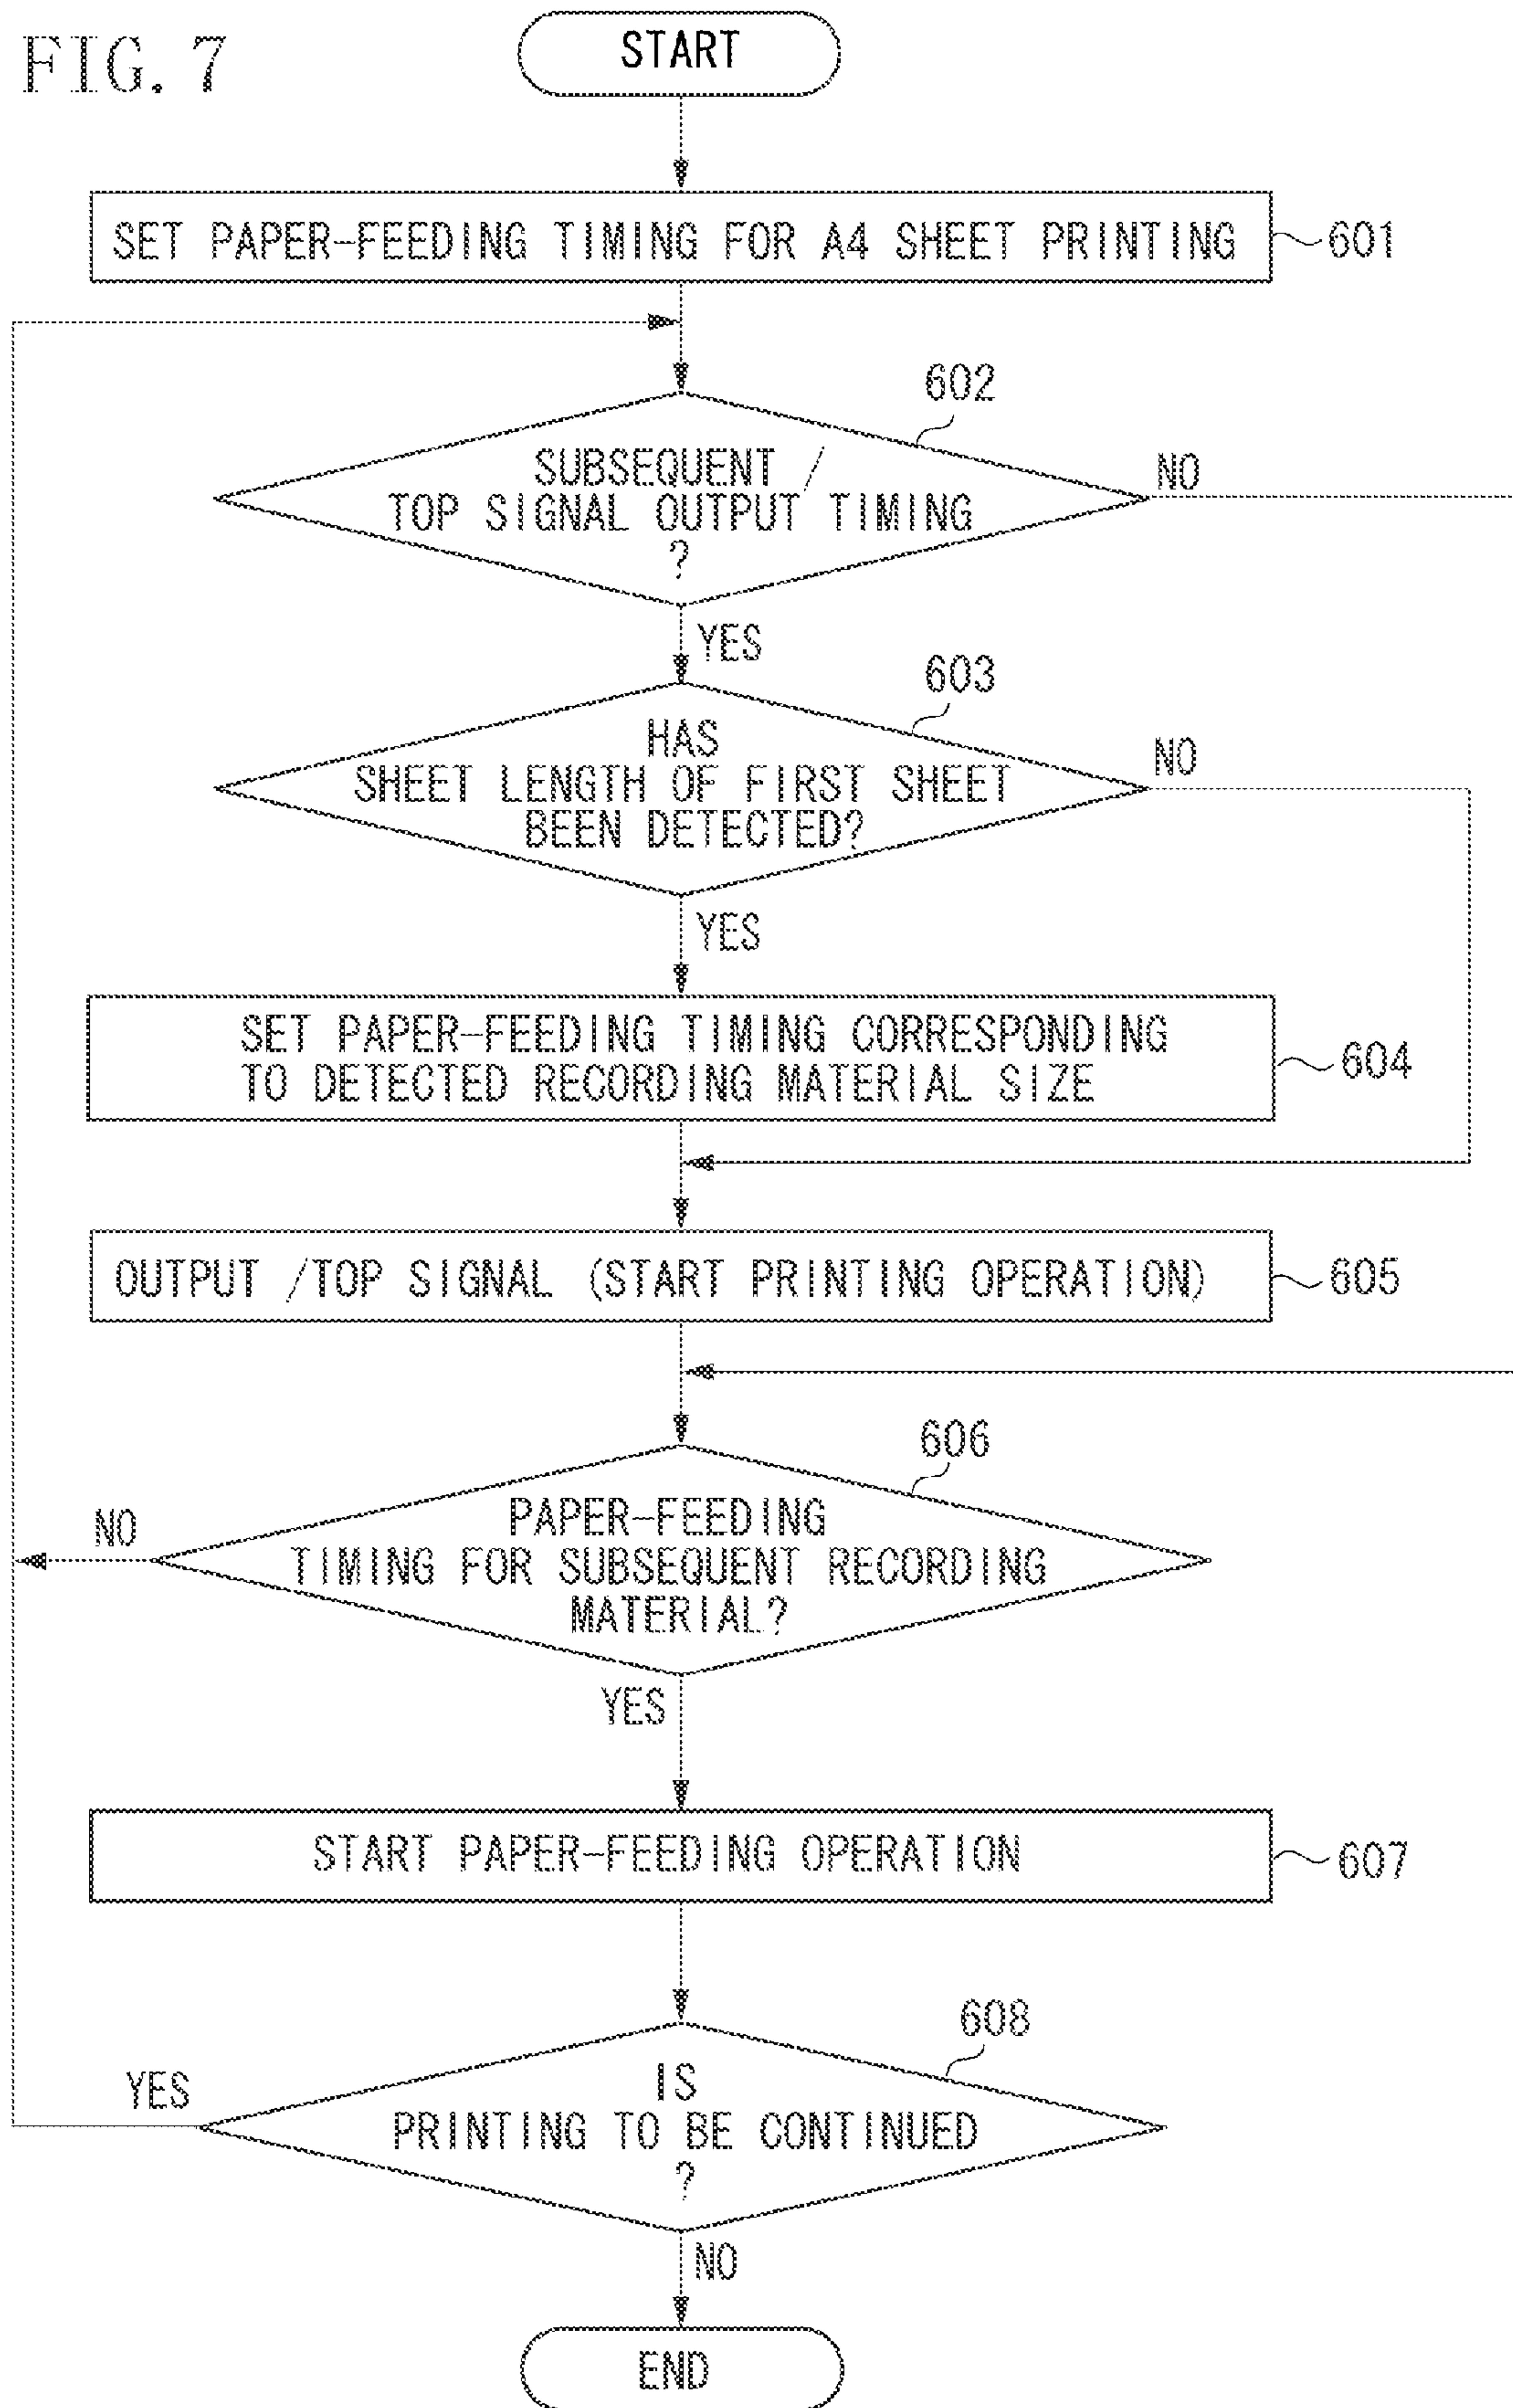 FIG. 7
START
SET PAPER-FEEDING TIMING FOR A4 SHEET PRINTING
601
602
SUBSEQUENT /
TOP SIGNAL OUTPUT TIMING
?
NO
YES
603
HAS
SHEET LENGTH OF FIRST SHEET
BEEN DETECTED?
NO
YES
SET PAPER-FEEDING TIMING CORRESPONDING
TO DETECTED RECORDING MATERIAL SIZE
604
OUTPUT /TOP SIGNAL (START PRINTING OPERATION)
605
606
PAPER-FEEDING
TIMING FOR SUBSEQUENT RECORDING
MATERIAL?
NO
YES
START PAPER-FEEDING OPERATION
607
608
IS
PRINTING TO BE CONTINUED
?
YES
NO
END